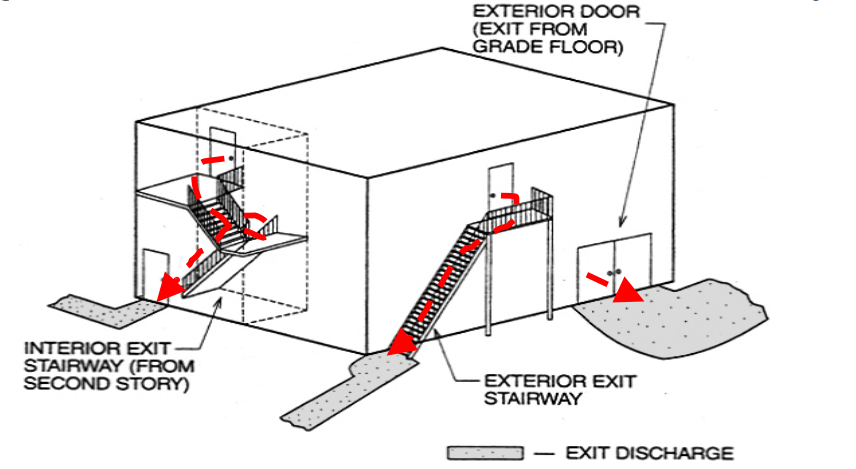 EXTERIOR DOOR
(EXIT FROM
GRADE FLOOR)
INTERIOR EXIT
STAIRWAY (FROM
SECOND STORY)
EXTERIOR EXIT
STAIRWAY
— EXIT DISCHARGE